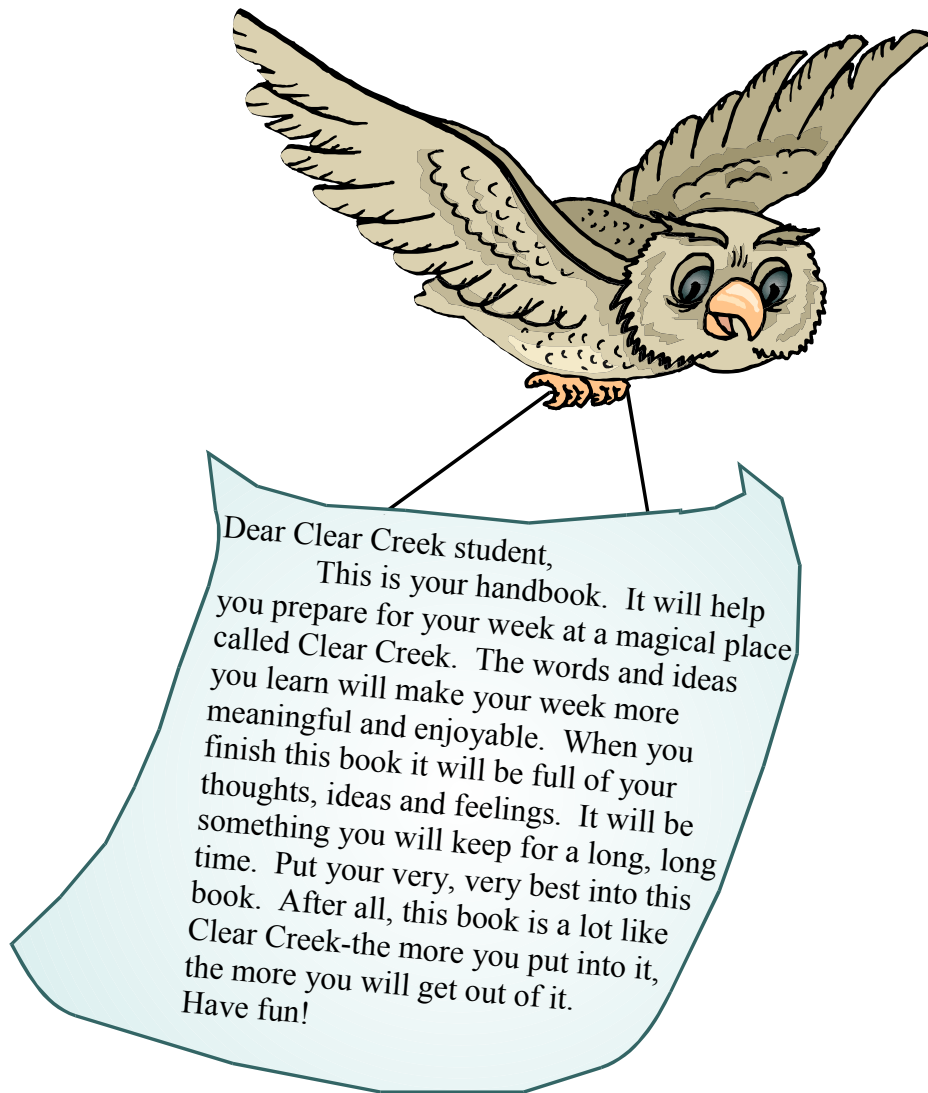 Dear Clear Creek student,
This is your handbook.  It will help
you prepare for your week at a magical place
called Clear Creek.  The words and ideas
you learn will make your week more
meaningful and enjoyable.  When you
finish this book it will be full of your
thoughts, ideas and feelings.  It will be
something you will keep for a long, long
time.  Put your very, very best into this
book.  After all, this book is a lot like
Clear Creek-the more you put into it,
the more you will get out of it.
Have fun!